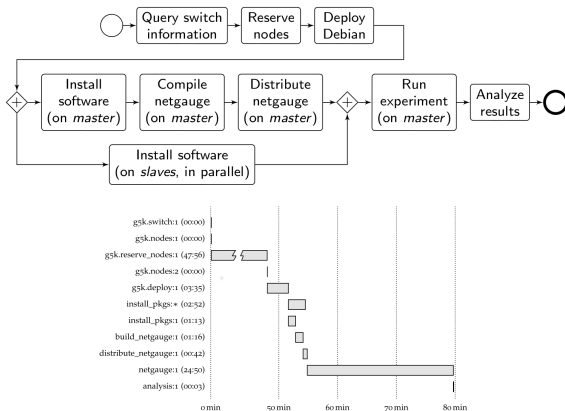 Query switch
information
Reserve
nodes
Deploy
Debian
Install
software
(on master)
Compile
netgauge
(on master)
Distribute
netgauge
(on master)
Run
experiment
(on master)
Analyze
results
Install software
(on slaves, in parallel)
g5k.switch:1 (00:00)
g5k.nodes:1 (00:00)
g5k.reserve_nodes:1 (47:56)
g5k.nodes:2 (00:00)
g5k.deploy:1 (03:35)
install_pkgs:* (02:52)
install_pkgs:1 (01:13)
build_netgauge:1 (01:16)
distribute_netgauge:1 (00:42)
netgauge:1 (24:50)
analysis:1 (00:03)
0 min 50 min 60 min 70 min 80 min